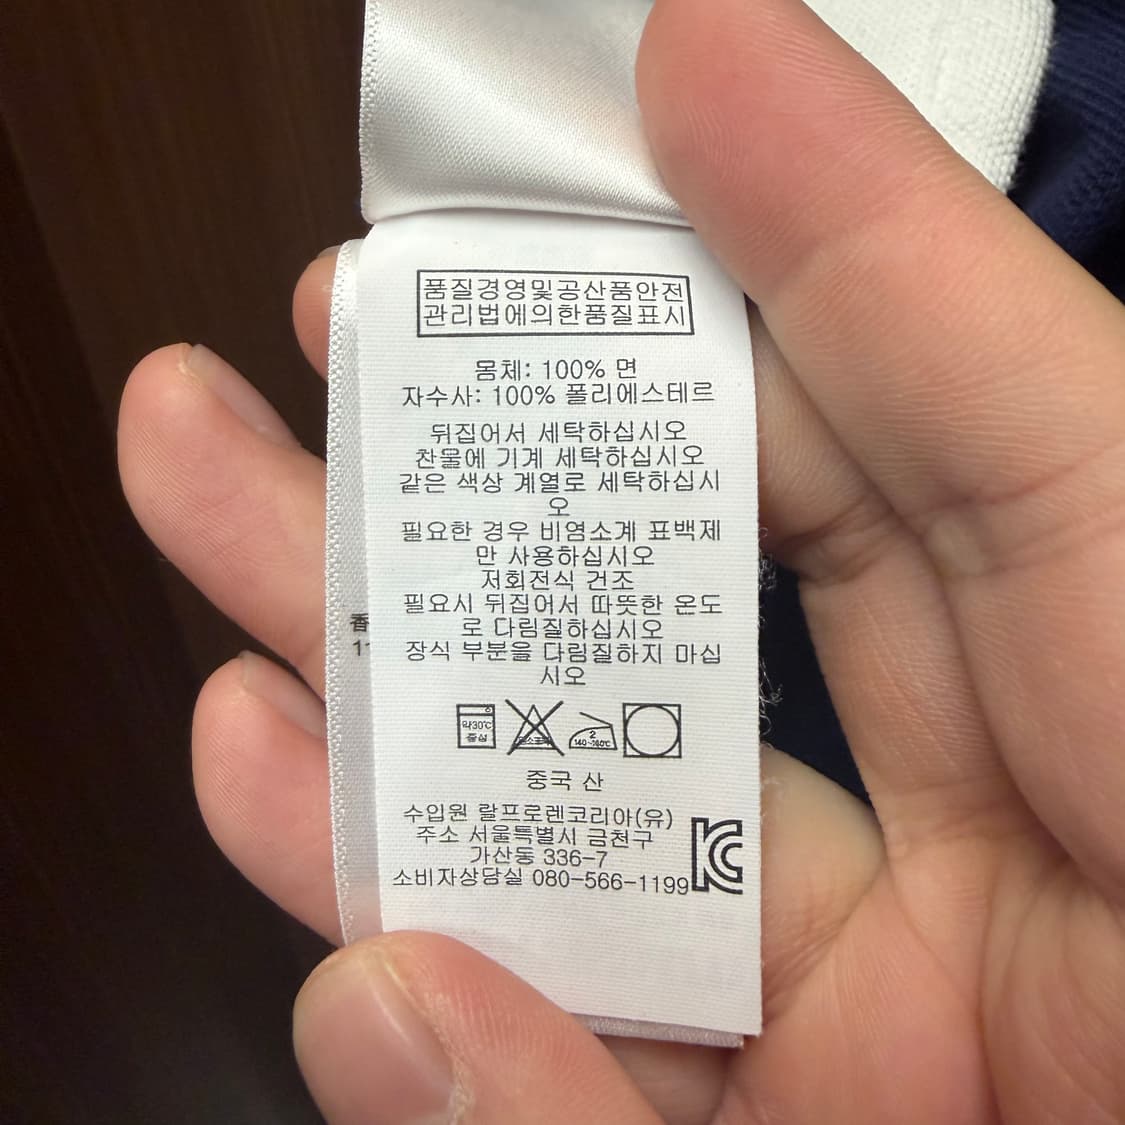 품질경영및공산품안전
관리법에의한품질표시
몸체: 100% 면
자수사: 100% 폴리에스테르
뒤집어서 세탁하십시오
찬물에 기계 세탁하십시오
같은 색상 계열로 세탁하십시
오
필요한 경우 비염소계 표백제
만 사용하십시오
저회전식 건조
필요시 뒤집어서 따뜻한 온도
로 다림질하십시오
장식 부분을 다림질하지 마십
시오
약30℃
중성
2
140~160℃
중국 산
수입원 랄프로렌코리아(유)
주소 서울특별시 금천구
가산동 336-7
소비자상당실 080-566-1199
香